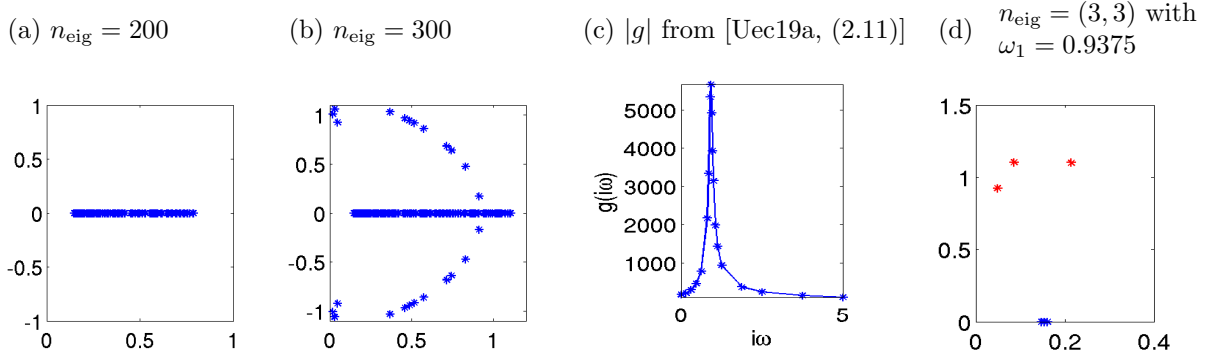 (a) n_eig = 200
(b) n_eig = 300
(c) |g| from [Uec19a, (2.11)]
(d) n_eig = (3, 3) with
ω₁ = 0.9375
1
0.5
0
-0.5
-1
0 0.5 1
1
0.5
0
-0.5
-1
0 0.5 1
5000
4000
3000
2000
1000
g(iω)
0 5
iω
1.5
1
0.5
0
0 0.2 0.4